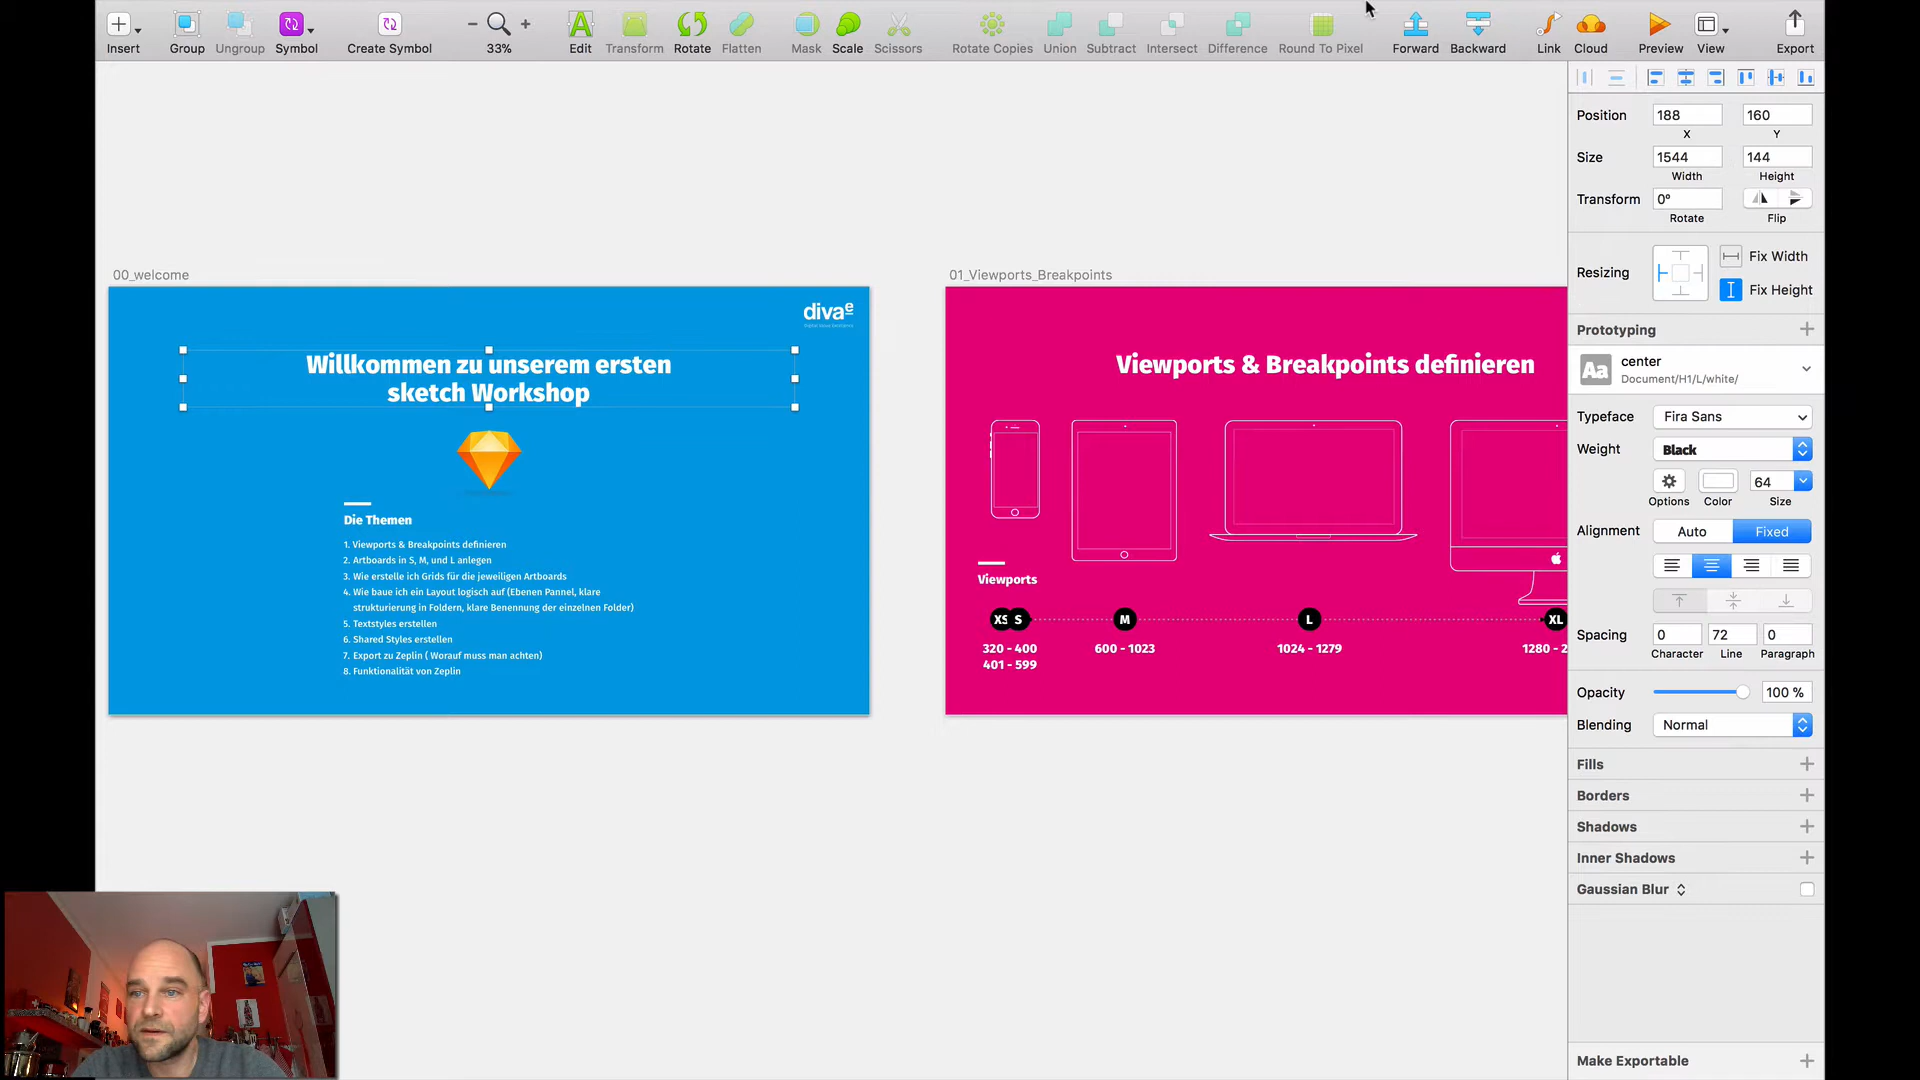 Insert
Group
Ungroup
Symbol
Create Symbol
33%
Edit
Transform
Rotate
Flatten
Mask
Scale
Scissors
Rotate Copies
Union
Subtract
Intersect
Difference
Round To Pixel
Forward
Backward
Link
Cloud
Preview
View
Export
00_welcome
divae
Willkommen zu unserem ersten
sketch Workshop
Die Themen
1. Viewports & Breakpoints definieren
2. Artboards in S, M, und L anlegen
3. Wie erstelle ich Grids für die jeweiligen Artboards
4. Wie baue ich ein Layout logisch auf (Ebenen Pannel, klare
strukturierung in Foldern, klare Benennung der einzelnen Folder)
5. Textstyles erstellen
6. Shared Styles erstellen
7. Export zu Zeplin ( Worauf muss man achten)
8. Funktionalität von Zeplin
01_Viewports_Breakpoints
Viewports & Breakpoints definieren
Viewports
XS S M L XL
320 - 400 600 - 1023 1024 - 1279 1280 - 2
401 - 599
Position 188 160
X Y
Size 1544 144
Width Height
Transform 0°
Rotate Flip
Resizing
Fix Width
Fix Height
Prototyping
Aa center
Document/H1/L/white/
Typeface Fira Sans
Weight Black
64
Options Color Size
Alignment Auto Fixed
Spacing 0 72 0
Character Line Paragraph
Opacity 100 %
Blending Normal
Fills
Borders
Shadows
Inner Shadows
Gaussian Blur
Make Exportable